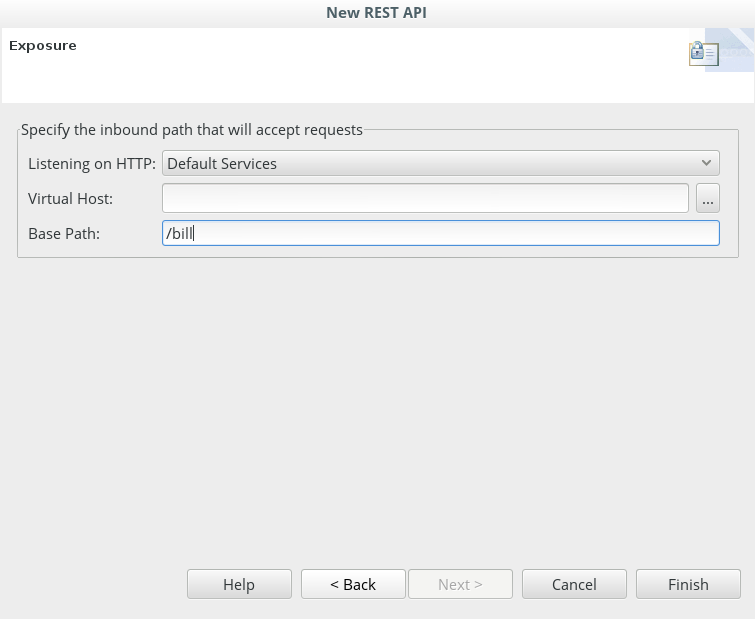 New REST API
Exposure
Specify the inbound path that will accept requests
Listening on HTTP: Default Services
Virtual Host: ...
Base Path: /bill
Help < Back Next > Cancel Finish